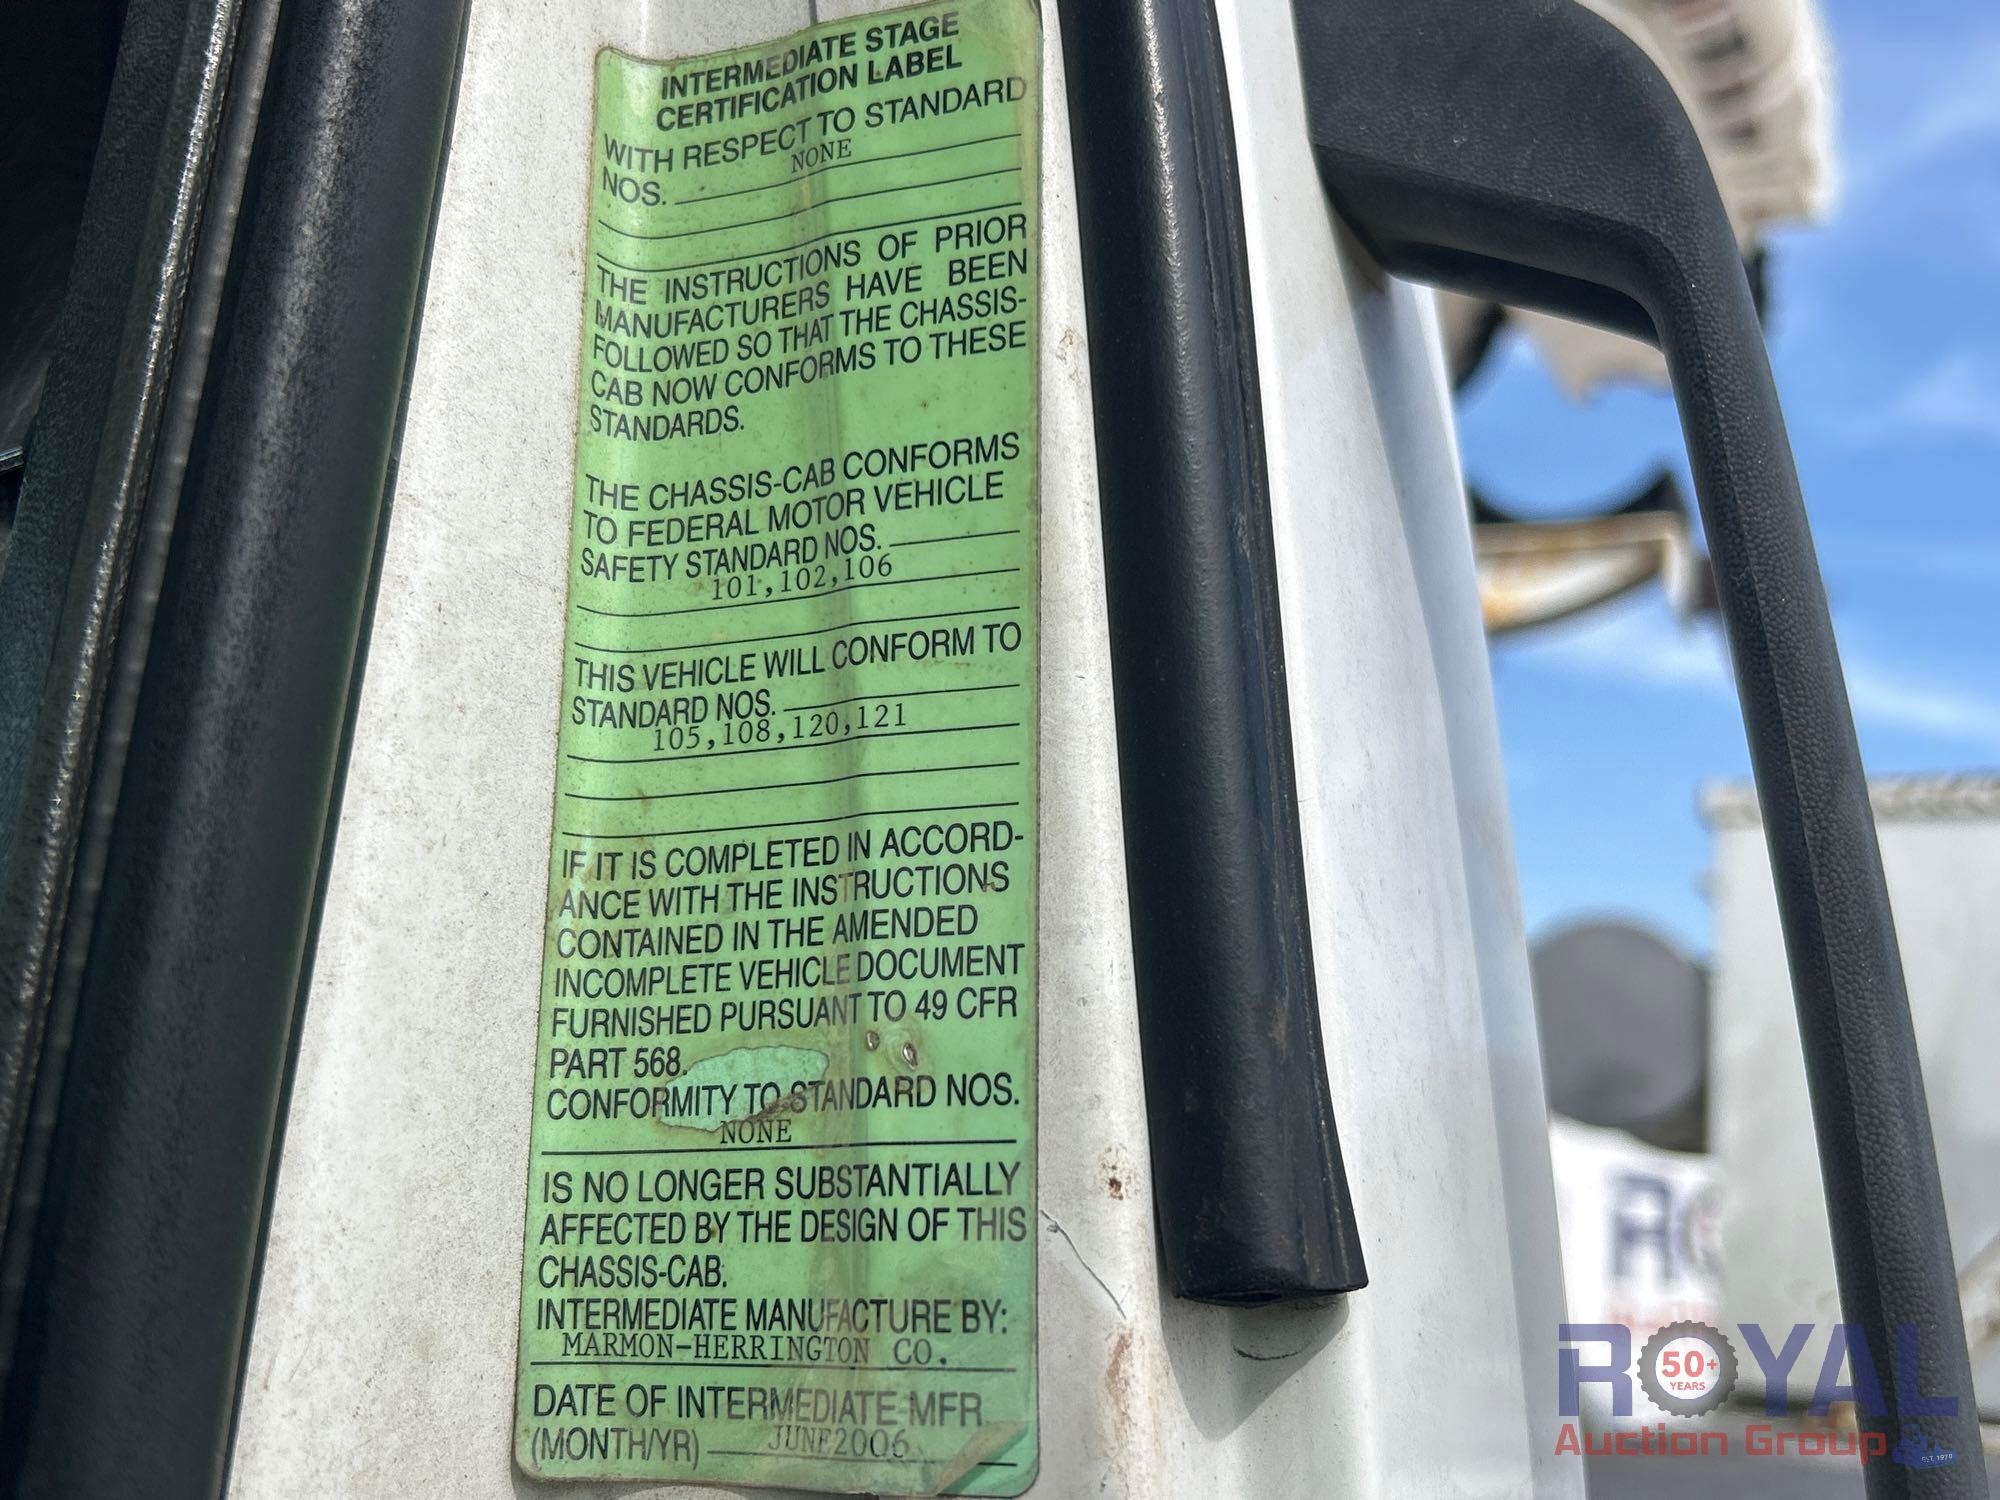 INTERMEDIATE STAGE
CERTIFICATION LABEL
WITH RESPECT TO STANDARD
NONE
NOS.
THE INSTRUCTIONS OF PRIOR
MANUFACTURERS HAVE BEEN
FOLLOWED SO THAT THE CHASSIS-
CAB NOW CONFORMS TO THESE
STANDARDS.
THE CHASSIS-CAB CONFORMS
TO FEDERAL MOTOR VEHICLE
SAFETY STANDARD NOS.
101,102,106
THIS VEHICLE WILL CONFORM TO
STANDARD NOS.
105,108,120,121
IF IT IS COMPLETED IN ACCORD-
ANCE WITH THE INSTRUCTIONS
CONTAINED IN THE AMENDED
INCOMPLETE VEHICLE DOCUMENT
FURNISHED PURSUANT TO 49 CFR
PART 568.
CONFORMITY TO STANDARD NOS.
NONE
IS NO LONGER SUBSTANTIALLY
AFFECTED BY THE DESIGN OF THIS
CHASSIS-CAB.
INTERMEDIATE MANUFACTURE BY:
MARMON-HERRINGTON CO.
DATE OF INTERMEDIATE MFR
(MONTH/YR) JUNE2006
ROYAL
50+
YEARS
Auction Group
EST. 1970